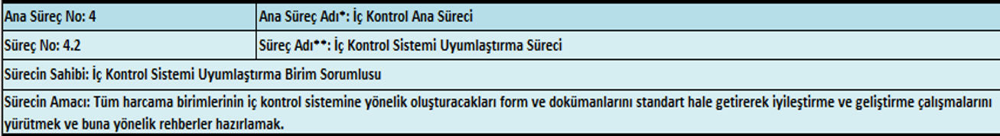 Ana Süreç No: 4
Ana Süreç Adı*: İç Kontrol Ana Süreci
Süreç No: 4.2
Süreç Adı**: İç Kontrol Sistemi Uyumlaştırma Süreci
Sürecin Sahibi: İç Kontrol Sistemi Uyumlaştırma Birim Sorumlusu
Sürecin Amacı: Tüm harcama birimlerinin iç kontrol sistemine yönelik oluşturacakları form ve dokümanlarını standart hale getirerek iyileştirme ve geliştirme çalışmalarını
yürütmek ve buna yönelik rehberler hazırlamak.